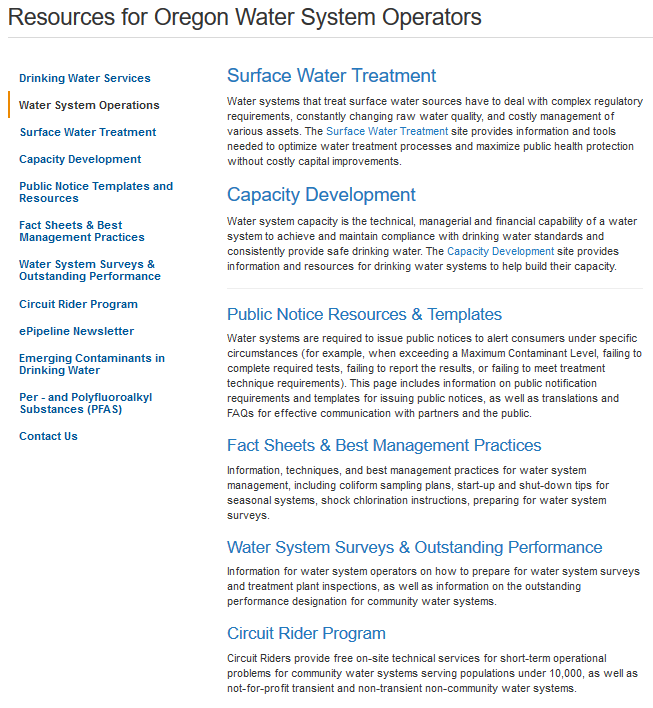 Resources for Oregon Water System Operators
Drinking Water Services
Water System Operations
Surface Water Treatment
Capacity Development
Public Notice Templates and
Resources
Fact Sheets & Best
Management Practices
Water System Surveys &
Outstanding Performance
Circuit Rider Program
ePipeline Newsletter
Emerging Contaminants in
Drinking Water
Per - and Polyfluoroalkyl
Substances (PFAS)
Contact Us
Surface Water Treatment
Water systems that treat surface water sources have to deal with complex regulatory
requirements, constantly changing raw water quality, and costly management of
various assets. The Surface Water Treatment site provides information and tools
needed to optimize water treatment processes and maximize public health protection
without costly capital improvements.
Capacity Development
Water system capacity is the technical, managerial and financial capability of a water
system to achieve and maintain compliance with drinking water standards and
consistently provide safe drinking water. The Capacity Development site provides
information and resources for drinking water systems to help build their capacity.
Public Notice Resources & Templates
Water systems are required to issue public notices to alert consumers under specific
circumstances (for example, when exceeding a Maximum Contaminant Level, failing to
complete required tests, failing to report the results, or failing to meet treatment
technique requirements). This page includes information on public notification
requirements and templates for issuing public notices, as well as translations and
FAQs for effective communication with partners and the public.
Fact Sheets & Best Management Practices
Information, techniques, and best management practices for water system
management, including coliform sampling plans, start-up and shut-down tips for
seasonal systems, shock chlorination instructions, preparing for water system
surveys.
Water System Surveys & Outstanding Performance
Information for water system operators on how to prepare for water system surveys
and treatment plant inspections, as well as information on the outstanding
performance designation for community water systems.
Circuit Rider Program
Circuit Riders provide free on-site technical services for short-term operational
problems for community water systems serving populations under 10,000, as well as
not-for-profit transient and non-transient non-community water systems.